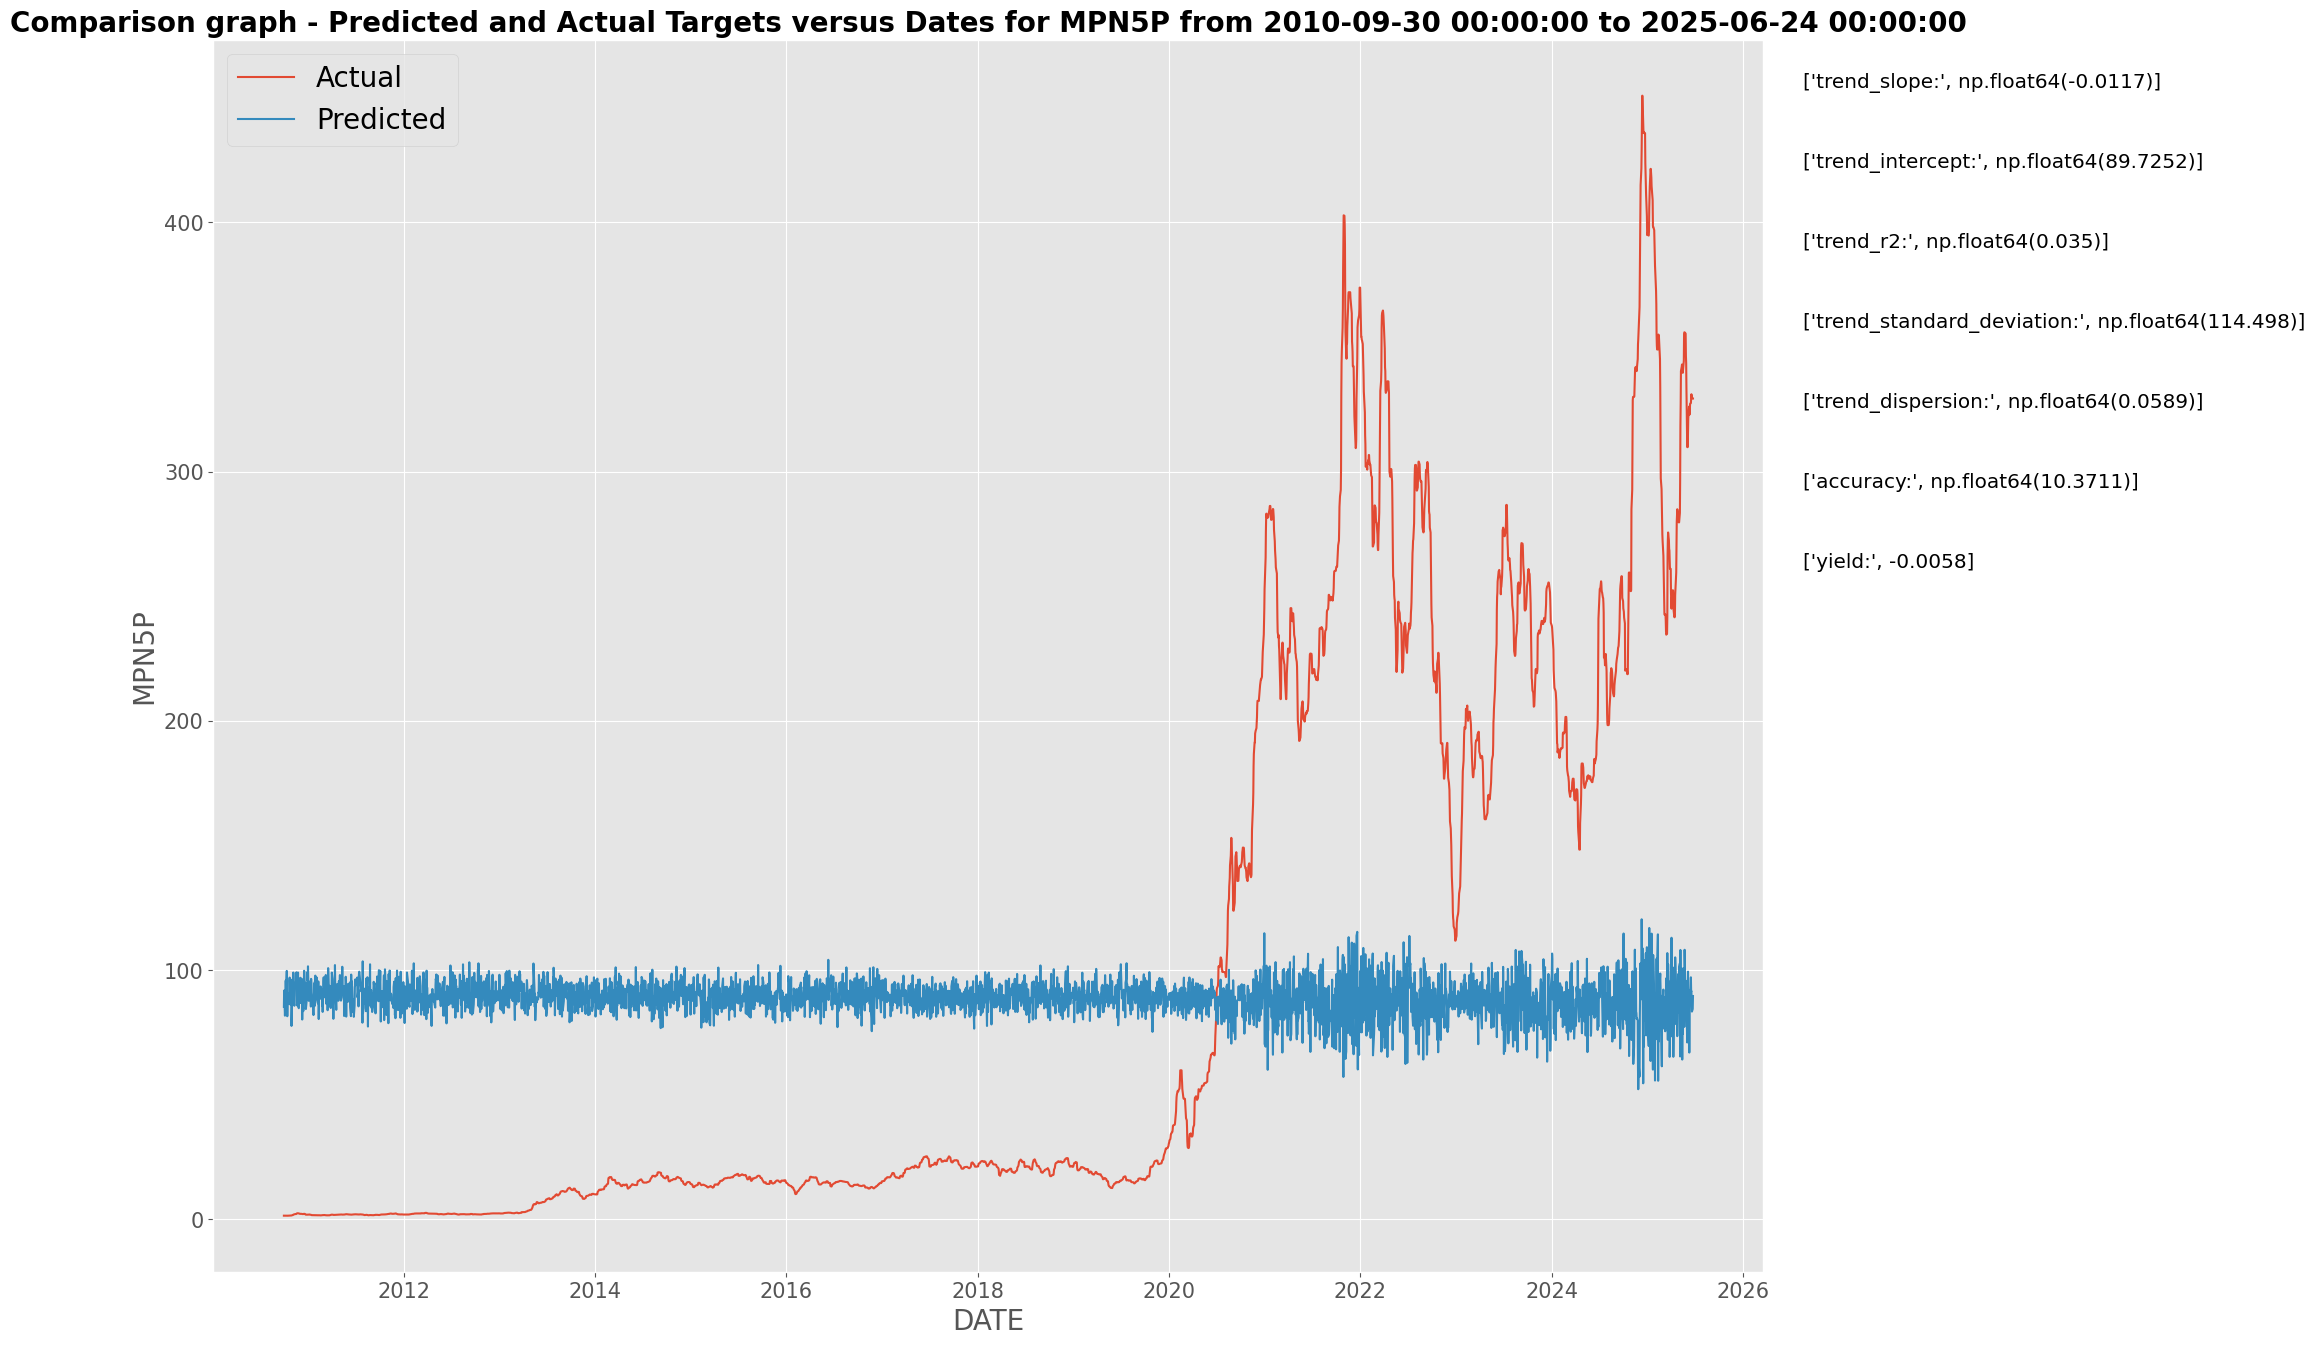 Comparison graph - Predicted and Actual Targets versus Dates for MPN5P from 2010-09-30 00:00:00 to 2025-06-24 00:00:00
Actual
Predicted
['trend_slope:', np.float64(-0.0117)]
['trend_intercept:', np.float64(89.7252)]
['trend_r2:', np.float64(0.035)]
['trend_standard_deviation:', np.float64(114.498)]
['trend_dispersion:', np.float64(0.0589)]
['accuracy:', np.float64(10.3711)]
['yield:', -0.0058]
MPN5P
400
300
200
100
0
2012 2014 2016 2018 2020 2022 2024 2026
DATE